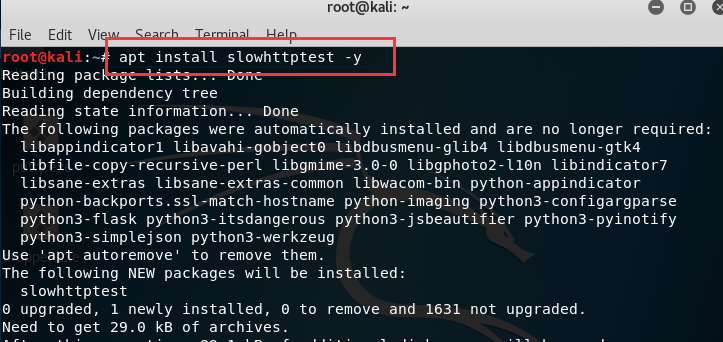 root@kali: ~
File Edit View Search Terminal Help
root@kali:~# apt install slowhttptest -y
Reading package lists... Done
Building dependency tree
Reading state information... Done
The following packages were automatically installed and are no longer required:
libappindicator1 libavahi-gobject0 libdbusmenu-glib4 libdbusmenu-gtk4
libfile-copy-recursive-perl libgmime-3.0-0 libgphoto2-l10n libindicator7
libsane-extras libsane-extras-common libwacom-bin python-appindicator
python-backports.ssl-match-hostname python-imaging python3-configargparse
python3-flask python3-itsdangerous python3-jsbeautifier python3-pyinotify
python3-simplejson python3-werkzeug
Use 'apt autoremove' to remove them.
The following NEW packages will be installed:
slowhttptest
0 upgraded, 1 newly installed, 0 to remove and 1631 not upgraded.
Need to get 29.0 kB of archives.